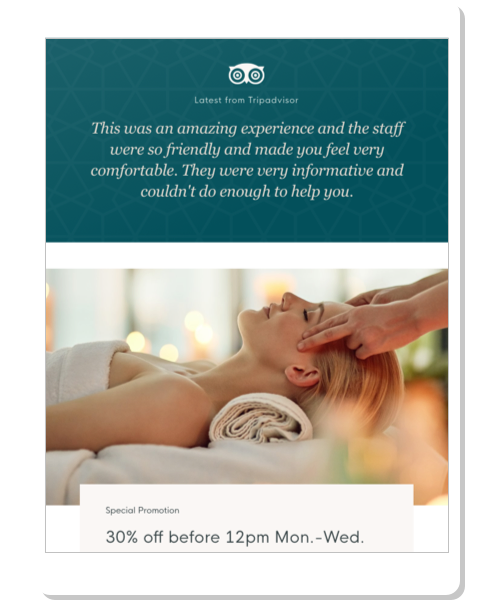 Latest from Tripadvisor
This was an amazing experience and the staff
were so friendly and made you feel very
comfortable. They were very informative and
couldn't do enough to help you.
Special Promotion
30% off before 12pm Mon.-Wed.